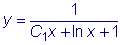 y = 1/(C₁x + ln x + 1)